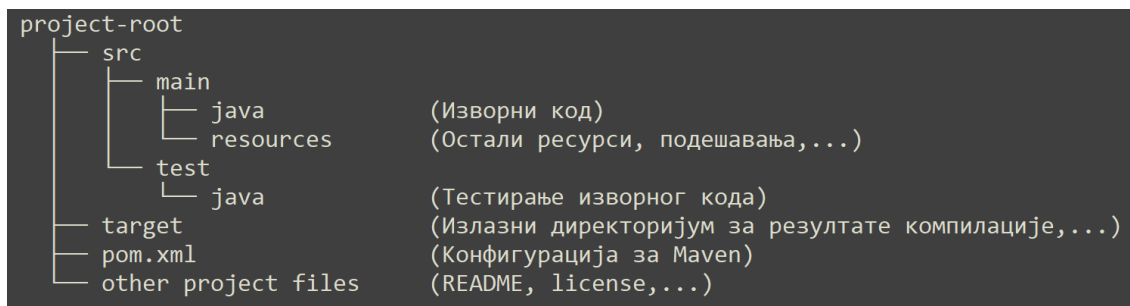 project-root
├── src
│   ├── main
│   │   ├── java (Изворни код)
│   │   └── resources (Остали ресурси, подешавања,...)
│   └── test
│       └── java (Тестирање изворног кода)
├── target (Излазни директоријум за резултате компилације,...)
├── pom.xml (Конфигурација за Maven)
└── other project files (README, license,...)